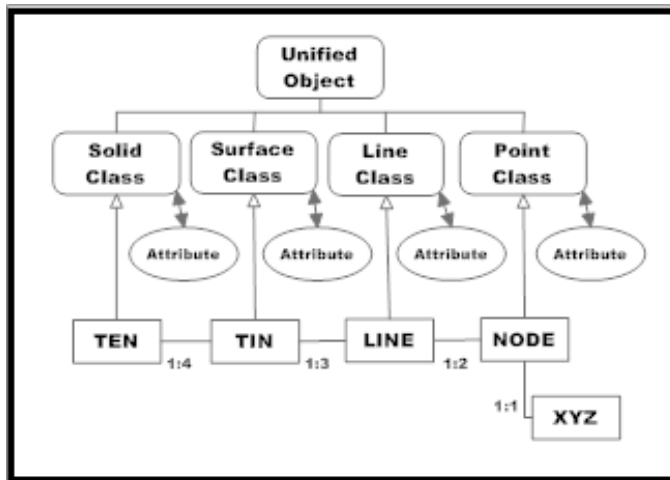 Unified
Object
Solid
Class
Surface
Class
Line
Class
Point
Class
Attribute
Attribute
Attribute
Attribute
TEN
TIN
LINE
NODE
1:4
1:3
1:2
1:1
XYZ